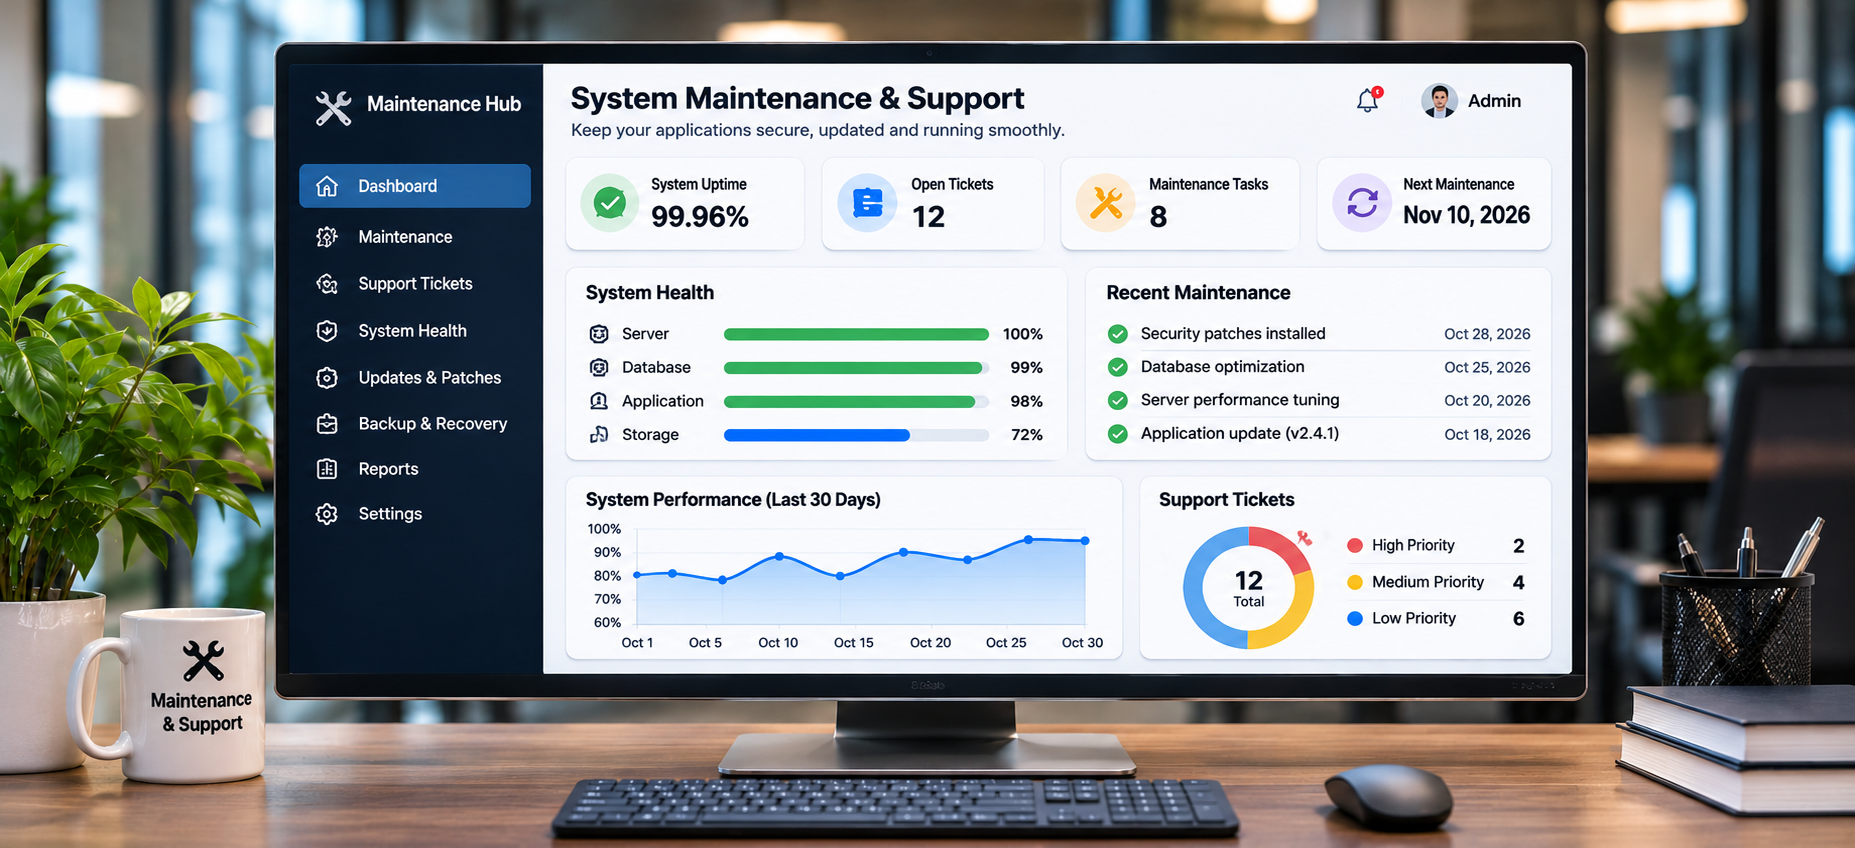 Maintenance Hub
Dashboard
Maintenance
Support Tickets
System Health
Updates & Patches
Backup & Recovery
Reports
Settings
System Maintenance & Support
Keep your applications secure, updated and running smoothly.
Admin
System Uptime
99.96%
Open Tickets
12
Maintenance Tasks
8
Next Maintenance
Nov 10, 2026
System Health
Server 100%
Database 99%
Application 98%
Storage 72%
Recent Maintenance
Security patches installed Oct 28, 2026
Database optimization Oct 25, 2026
Server performance tuning Oct 20, 2026
Application update (v2.4.1) Oct 18, 2026
System Performance (Last 30 Days)
100%
90%
80%
70%
60%
Oct 1 Oct 5 Oct 10 Oct 15 Oct 20 Oct 25 Oct 30
Support Tickets
12
Total
High Priority 2
Medium Priority 4
Low Priority 6
Maintenance
& Support